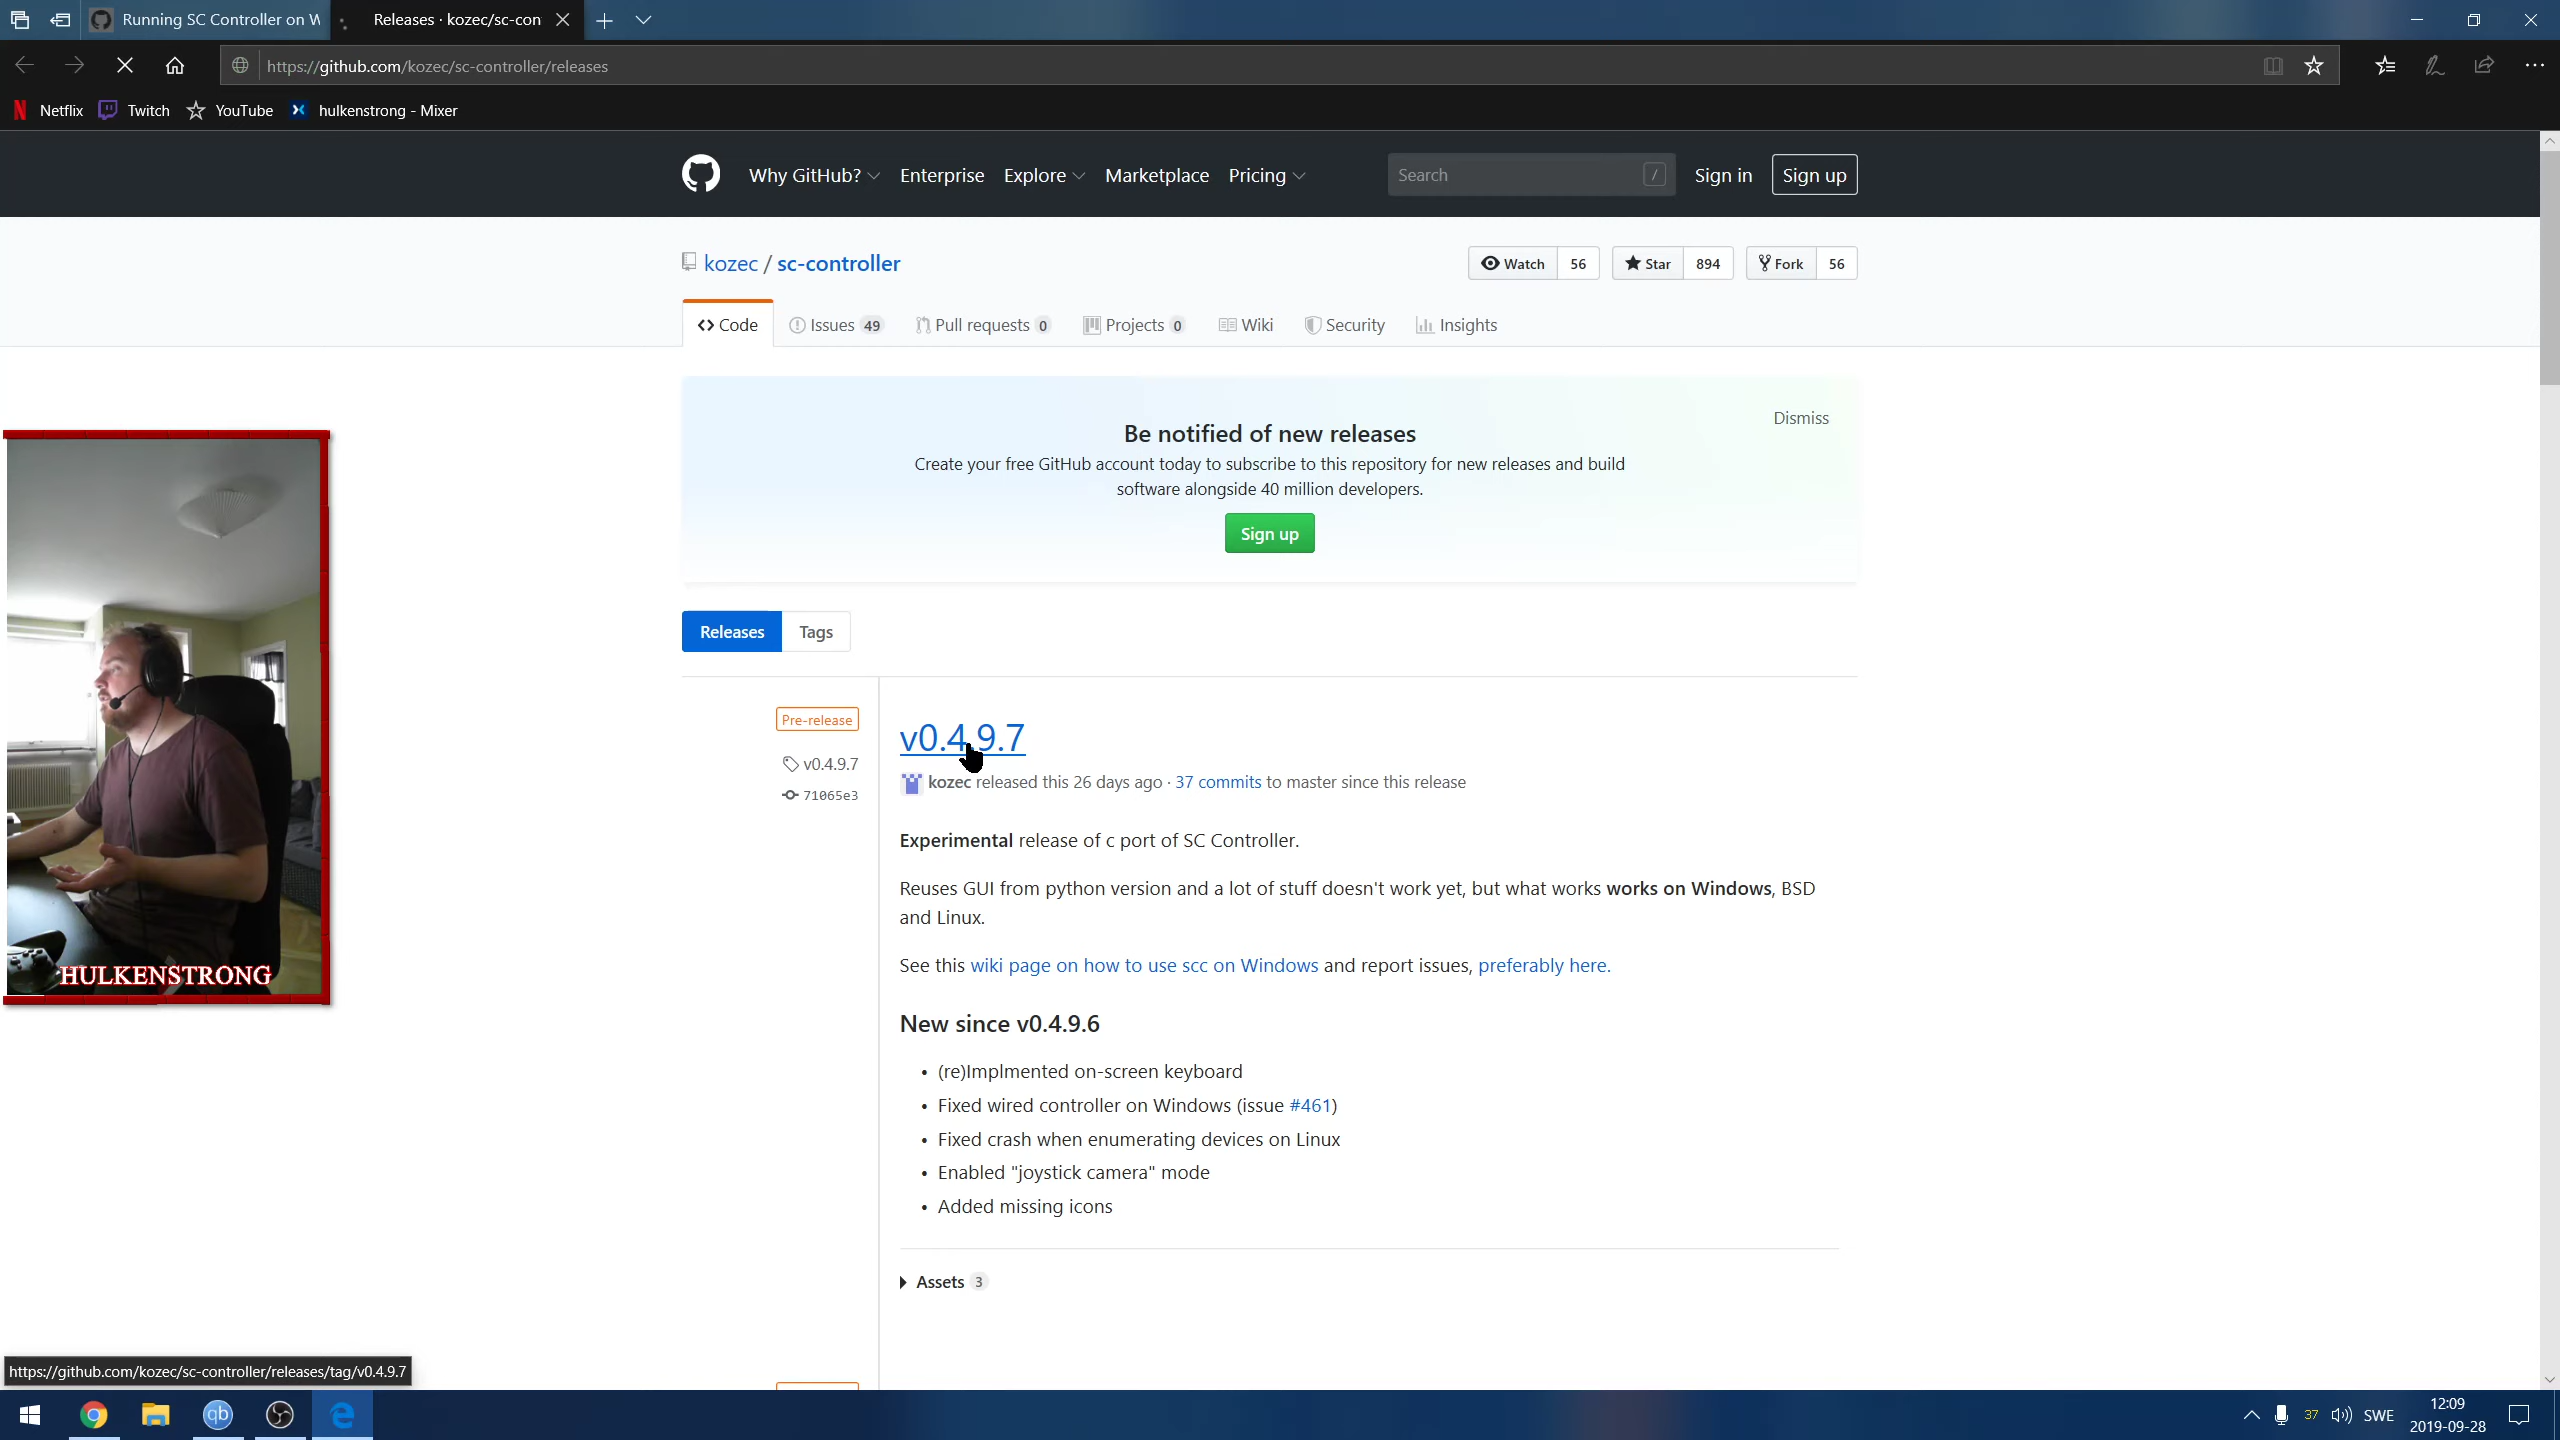 Running SC Controller on W
Releases · kozec/sc-con
https://github.com/kozec/sc-controller/releases
Netflix
Twitch
YouTube
hulkenstrong - Mixer
Why GitHub?
Enterprise
Explore
Marketplace
Pricing
Search
/
Sign in
Sign up
kozec / sc-controller
Watch 56
Star 894
Fork 56
Code
Issues 49
Pull requests 0
Projects 0
Wiki
Security
Insights
Dismiss
Be notified of new releases
Create your free GitHub account today to subscribe to this repository for new releases and build
software alongside 40 million developers.
Sign up
Releases
Tags
Pre-release
v0.4.9.7
71065e3
v0.4.9.7
kozec released this 26 days ago · 37 commits to master since this release
Experimental release of c port of SC Controller.
Reuses GUI from python version and a lot of stuff doesn't work yet, but what works works on Windows, BSD
and Linux.
See this wiki page on how to use scc on Windows and report issues, preferably here.
New since v0.4.9.6
• (re)Implmented on-screen keyboard
• Fixed wired controller on Windows (issue #461)
• Fixed crash when enumerating devices on Linux
• Enabled "joystick camera" mode
• Added missing icons
Assets 3
HULKENSTRONG
https://github.com/kozec/sc-controller/releases/tag/v0.4.9.7
qb
37
SWE
12:09
2019-09-28